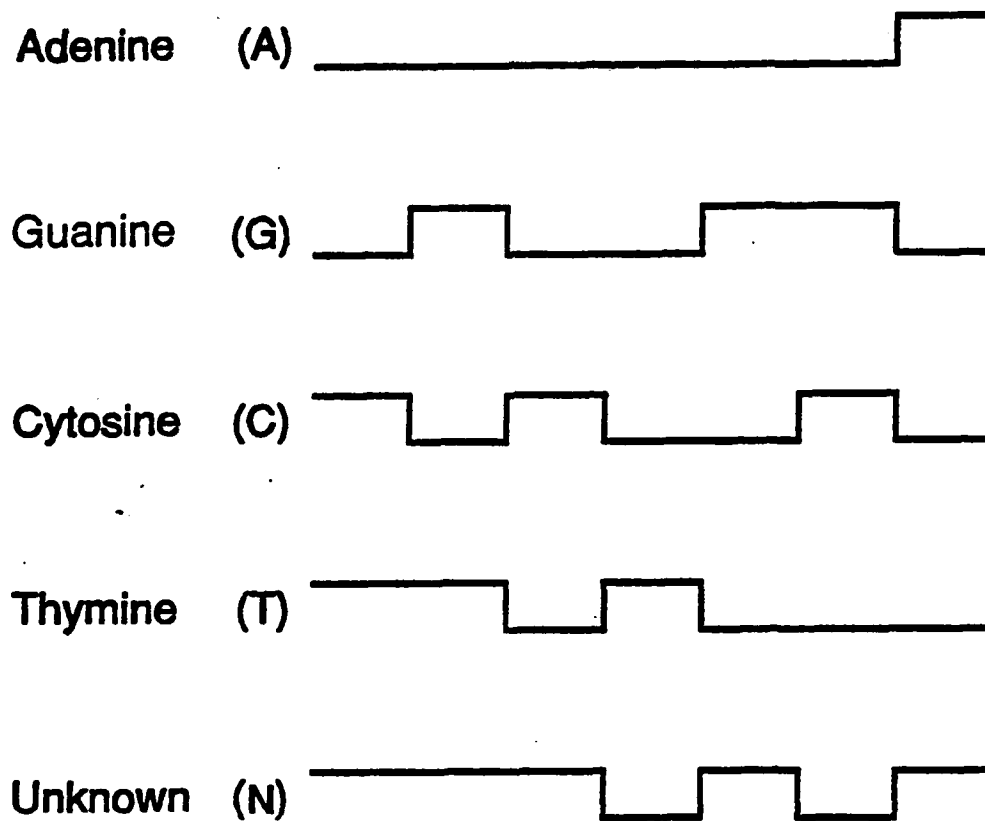 Adenine (A)
Guanine (G)
Cytosine (C)
Thymine (T)
Unknown (N)